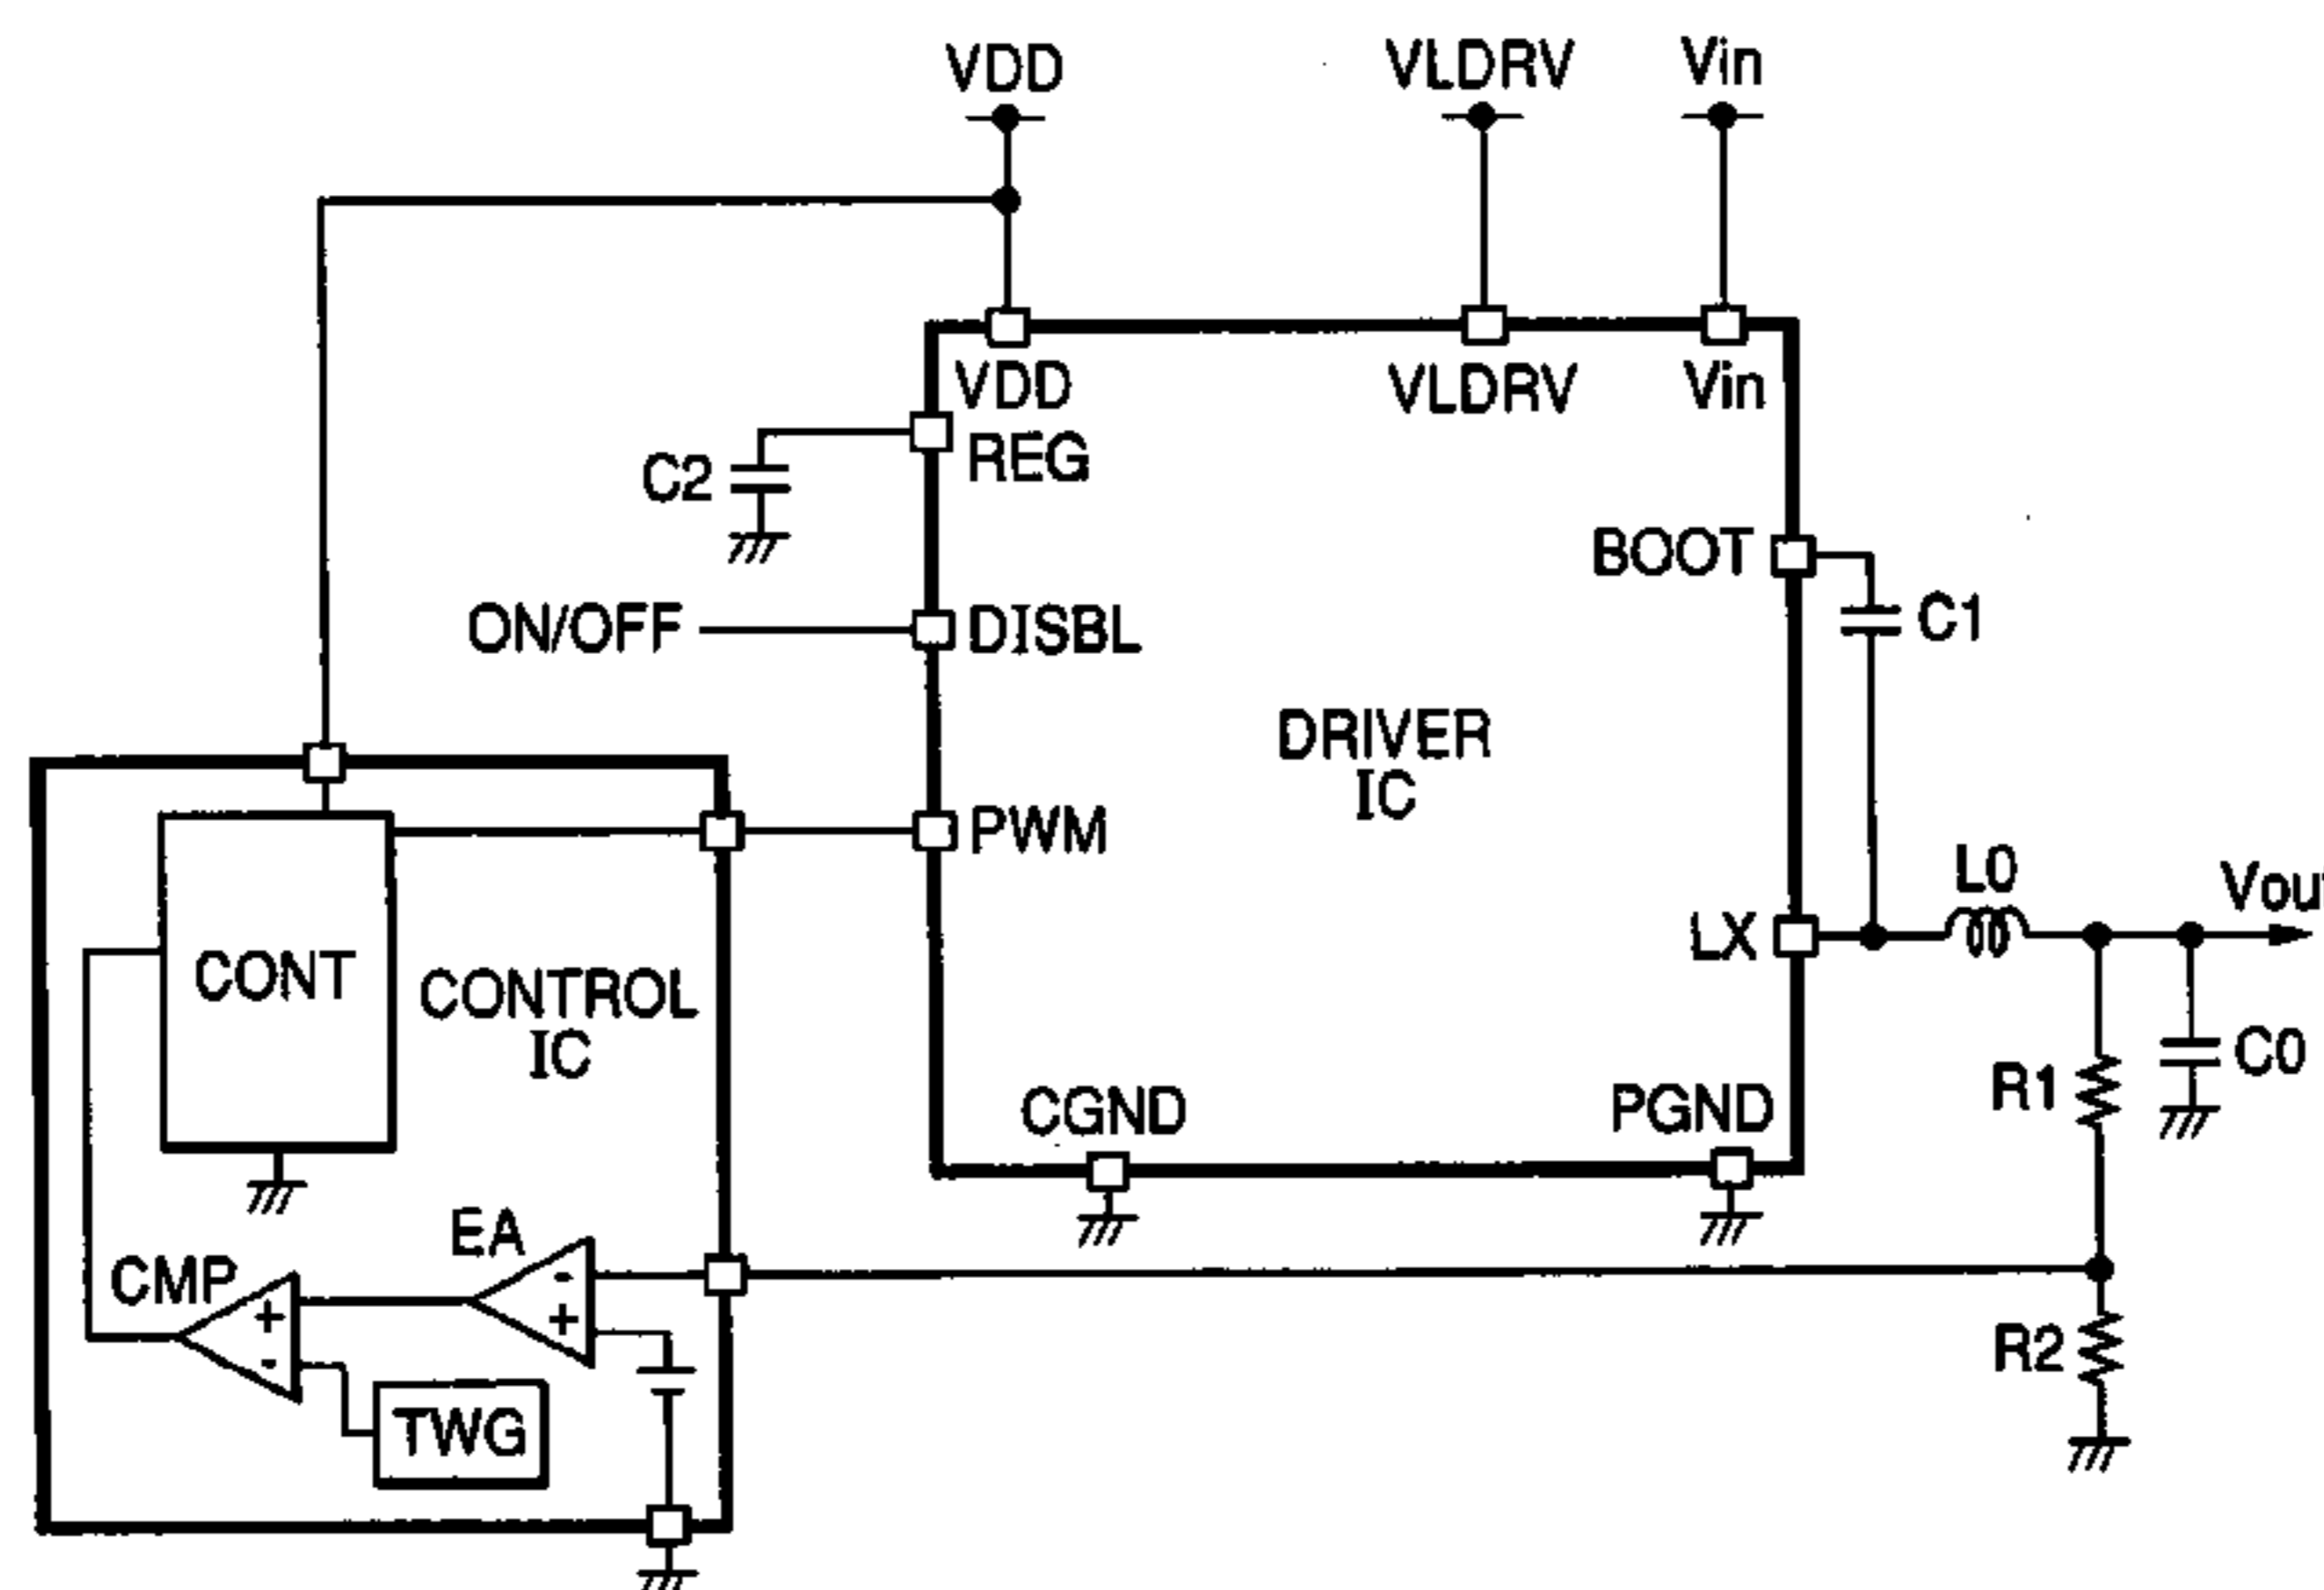 VDD
VLDRV
Vin
VDD
VLDRV
Vin
REG
C2
BOOT
C1
ON/OFF
DISBL
DRIVER
IC
PWM
L0
Vou
LX
CONT
CONTROL
IC
C0
R1
CGND
PGND
EA
-
+
CMP
+
-
R2
TWG